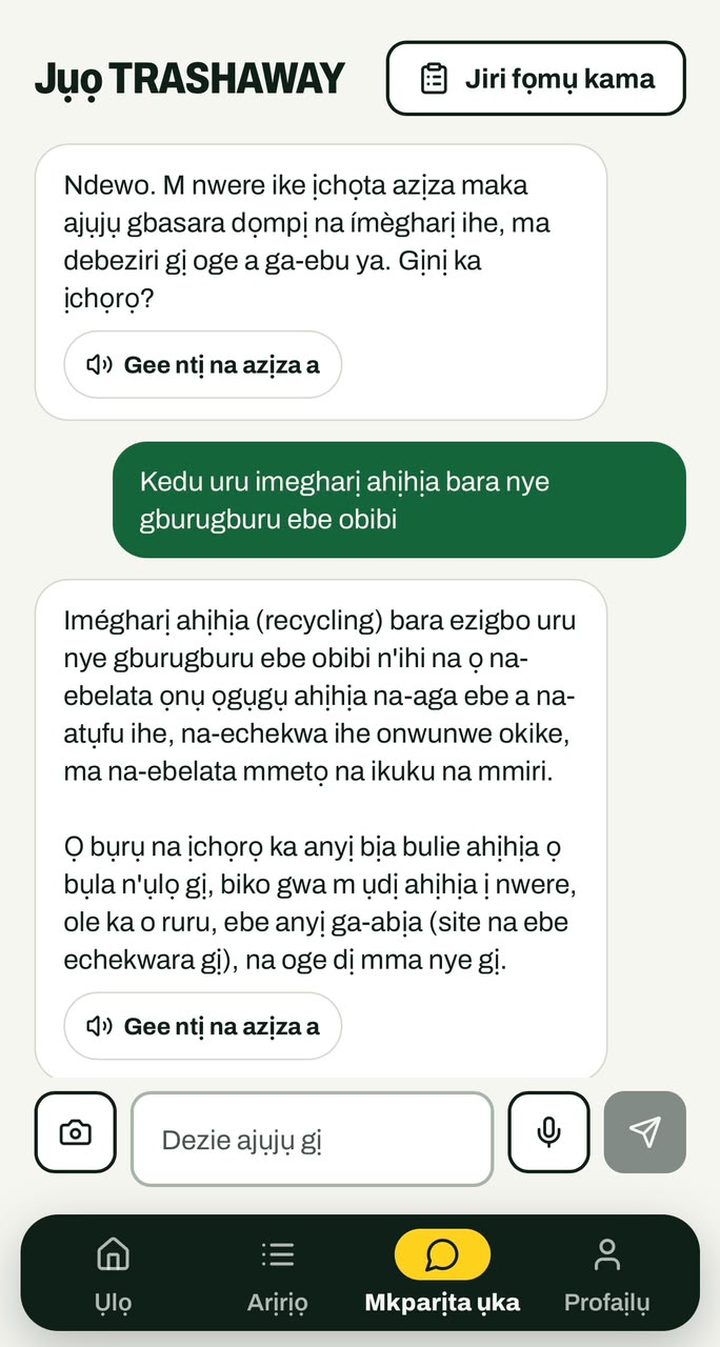 Jụọ TRASHAWAY
Jiri fọmụ kama
Ndewo. M nwere ike ịchọta azịza maka
ajụjụ gbasara dọmpị na ímègharị ihe, ma
debeziri gị oge a ga-ebu ya. Gịnị ka
ịchọrọ?
Gee ntị na azịza a
Kedu uru imegharị ahịhịa bara nye
gburugburu ebe obibi
Imégharị ahịhịa (recycling) bara ezigbo uru
nye gburugburu ebe obibi n'ihi na ọ na-
ebelata ọnụ ọgụgụ ahịhịa na-aga ebe a na-
atụfu ihe, na-echekwa ihe onwunwe okike,
ma na-ebelata mmetọ na ikuku na mmiri.
Ọ bụrụ na ịchọrọ ka anyị bịa bulie ahịhịa ọ
bụla n'ụlọ gị, biko gwa m ụdị ahịhịa ị nwere,
ole ka o ruru, ebe anyị ga-abịa (site na ebe
echekwara gị), na oge dị mma nye gị.
Gee ntị na azịza a
Dezie ajụjụ gị
Ụlọ
Arịrịọ
Mkparịta ụka
Profaịlụ